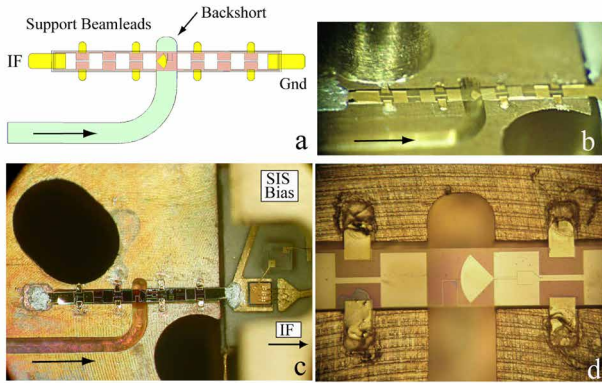 Support Beamleads
Backshort
IF
Gnd
a
b
SIS
Bias
IF
c
d